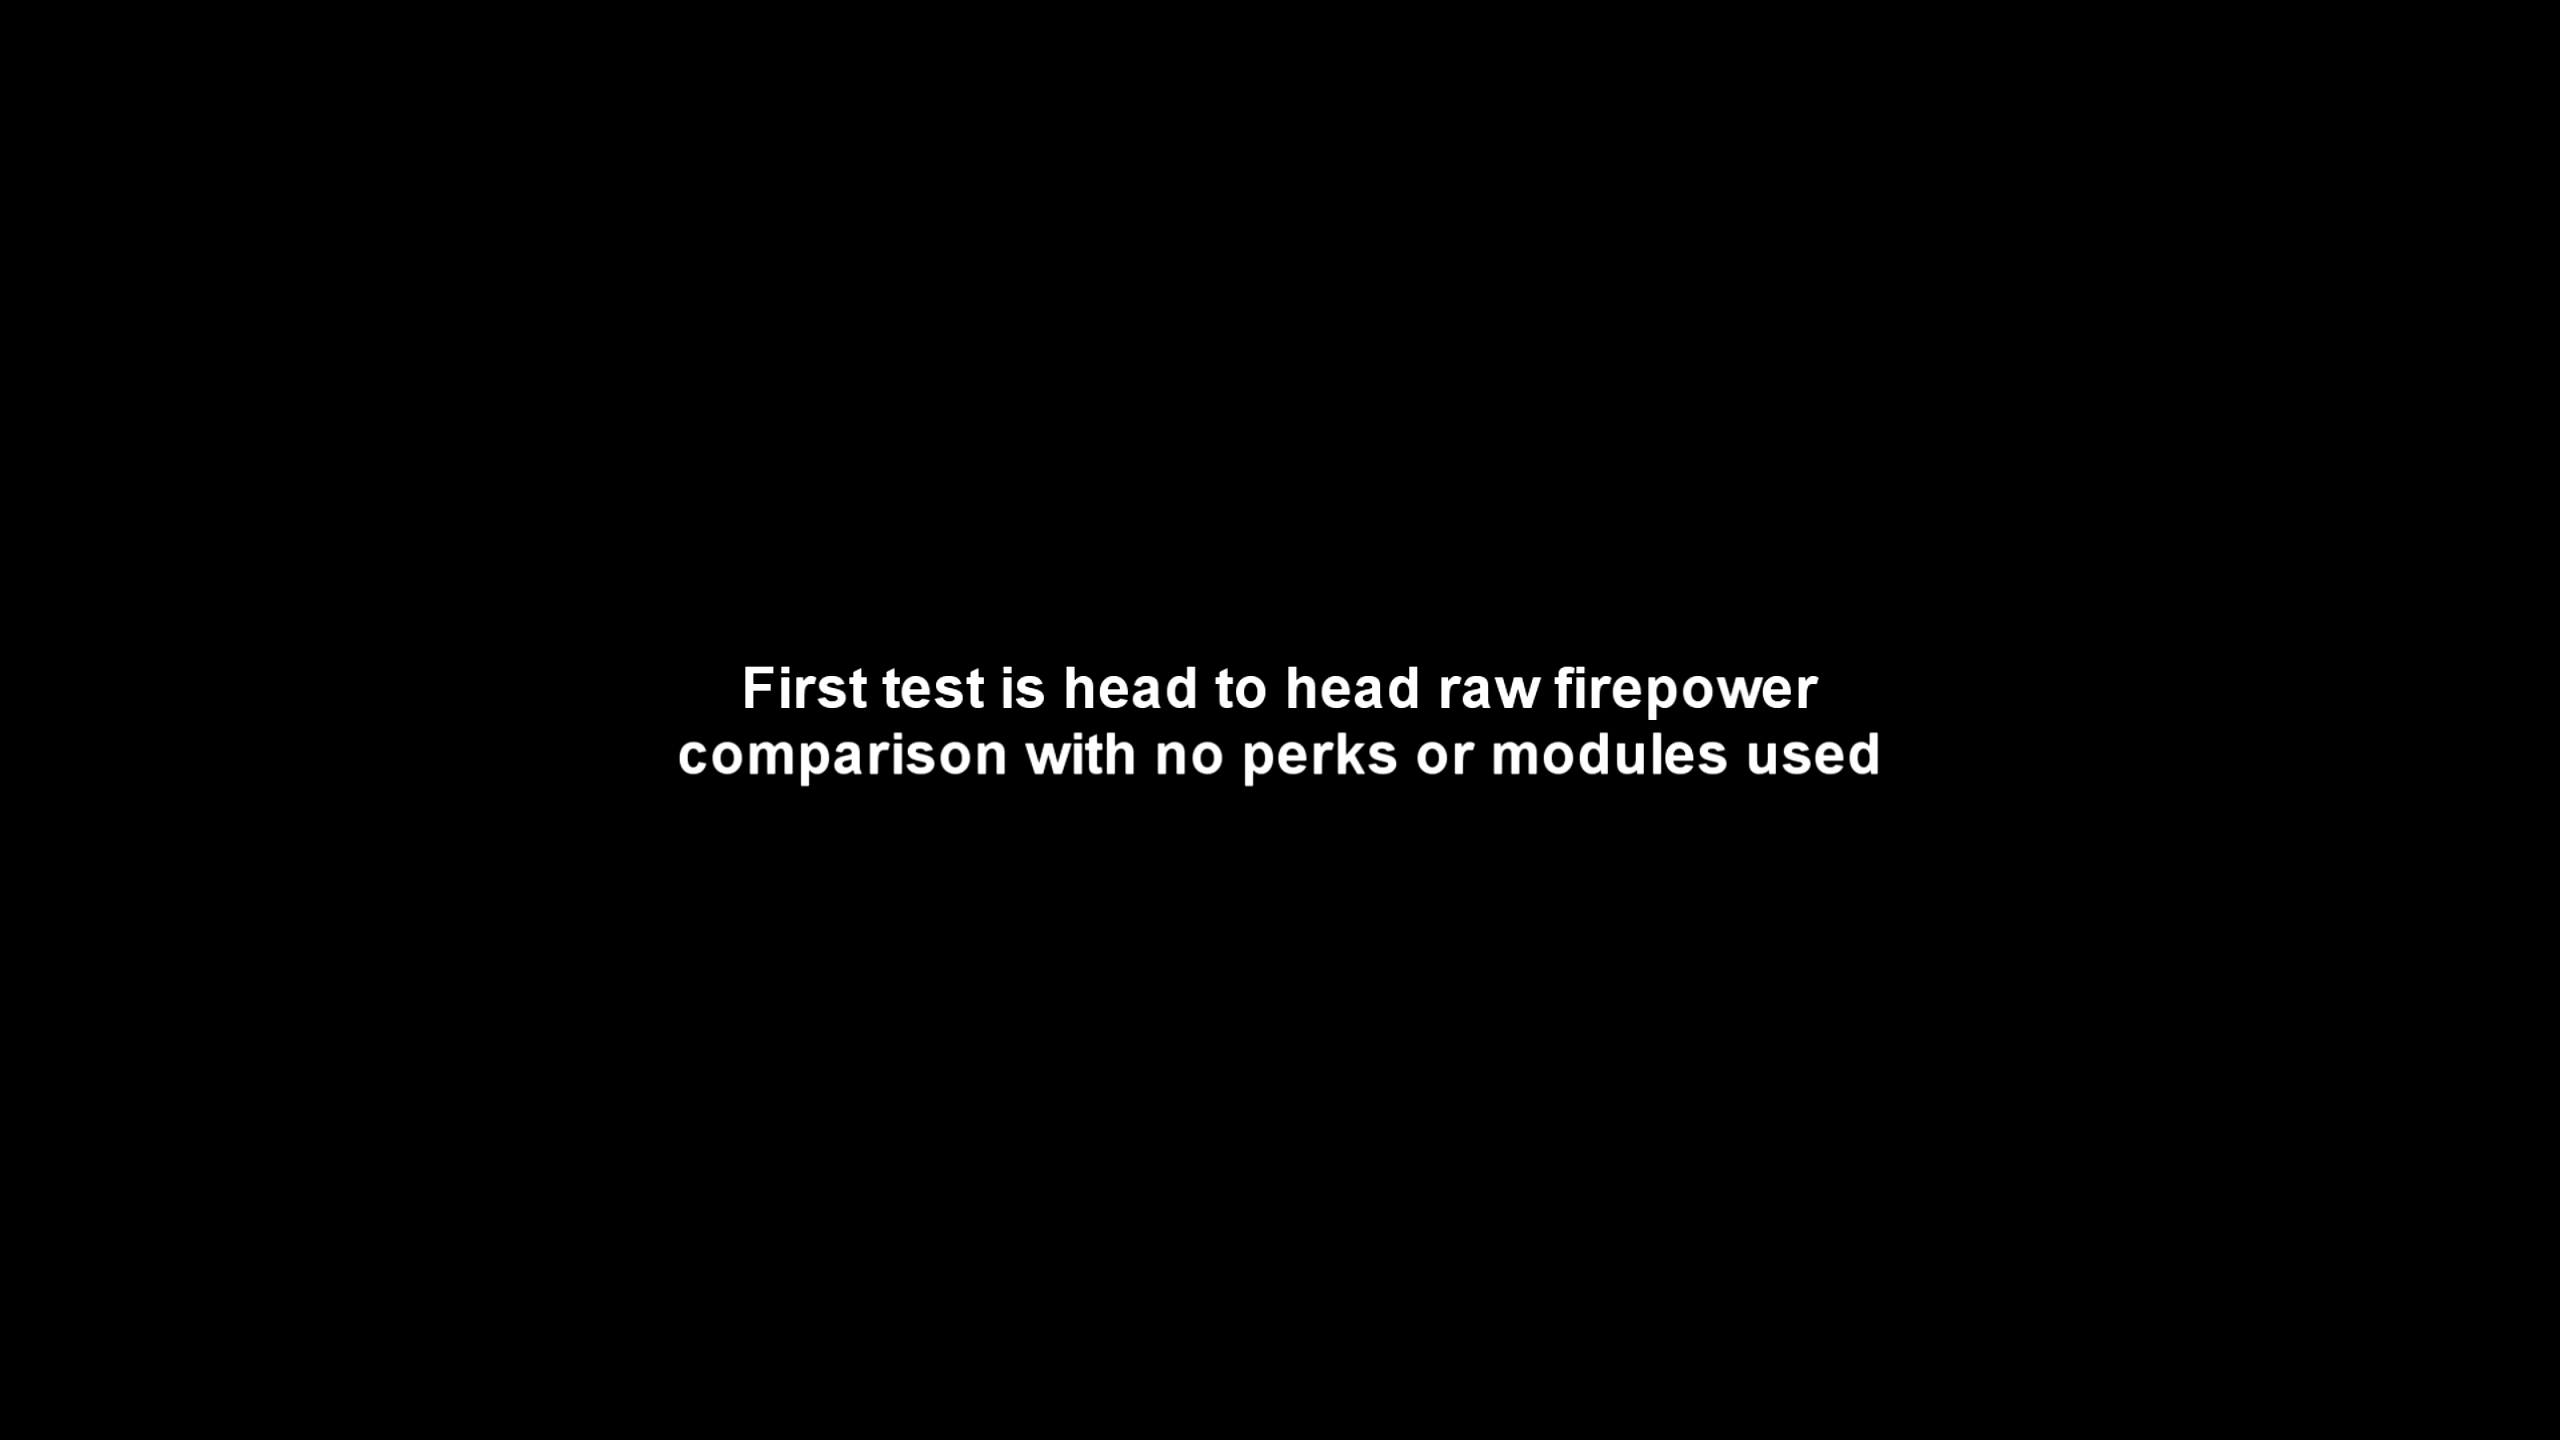 First test is head to head raw firepower
comparison with no perks or modules used